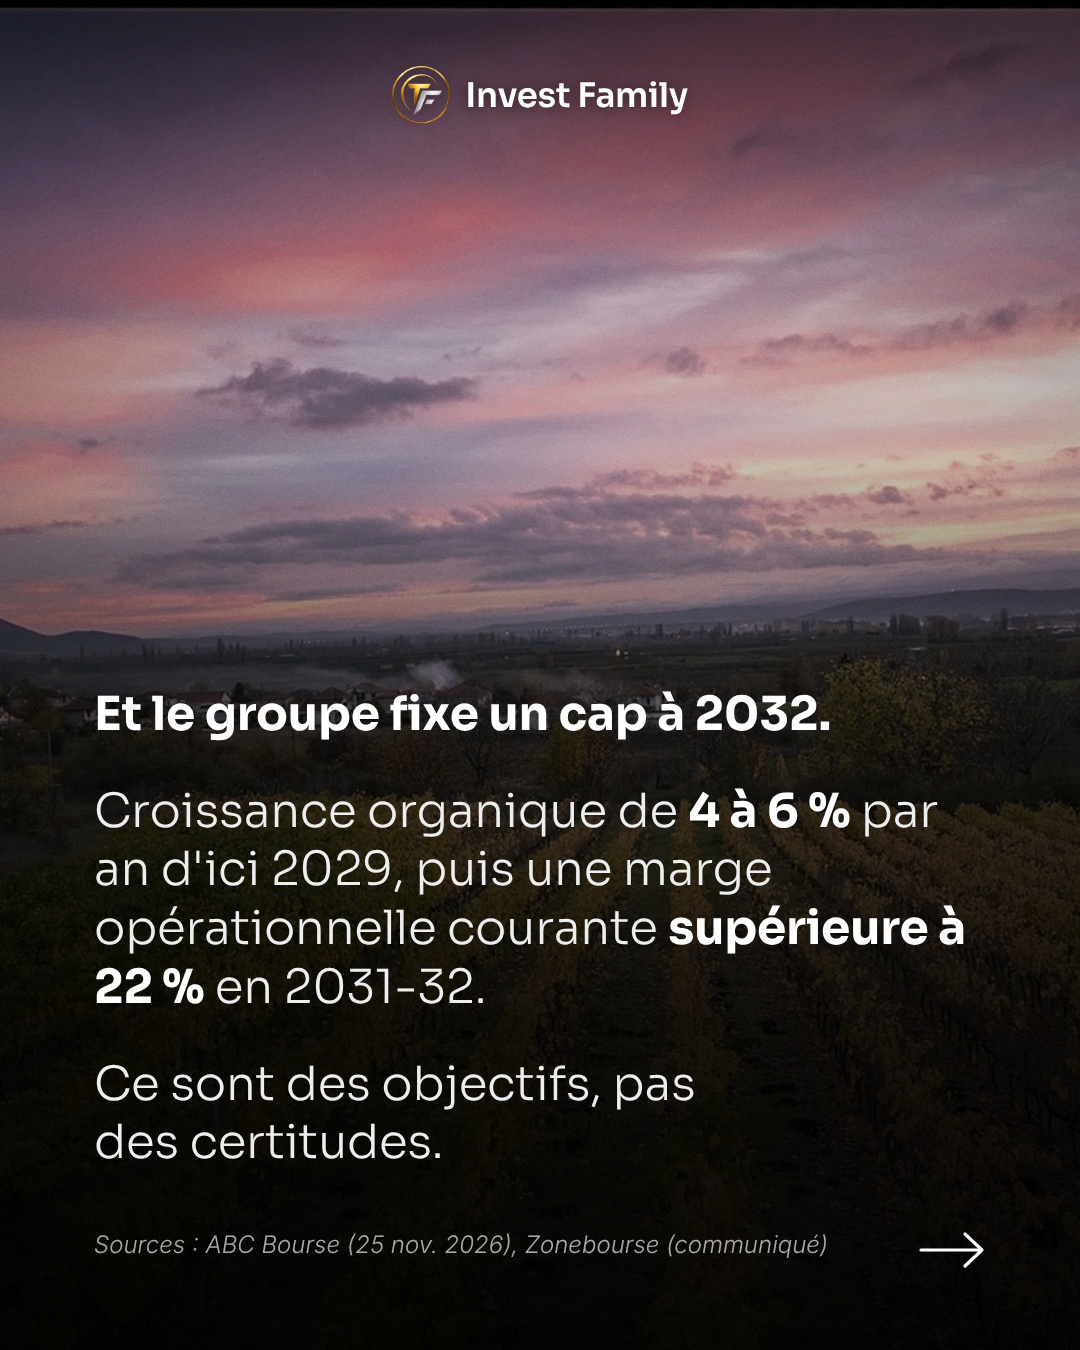 Invest Family
Et le groupe fixe un cap à 2032.
Croissance organique de 4 à 6 % par
an d'ici 2029, puis une marge
opérationnelle courante supérieure à
22 % en 2031-32.
Ce sont des objectifs, pas
des certitudes.
Sources : ABC Bourse (25 nov. 2026), Zonebourse (communiqué)